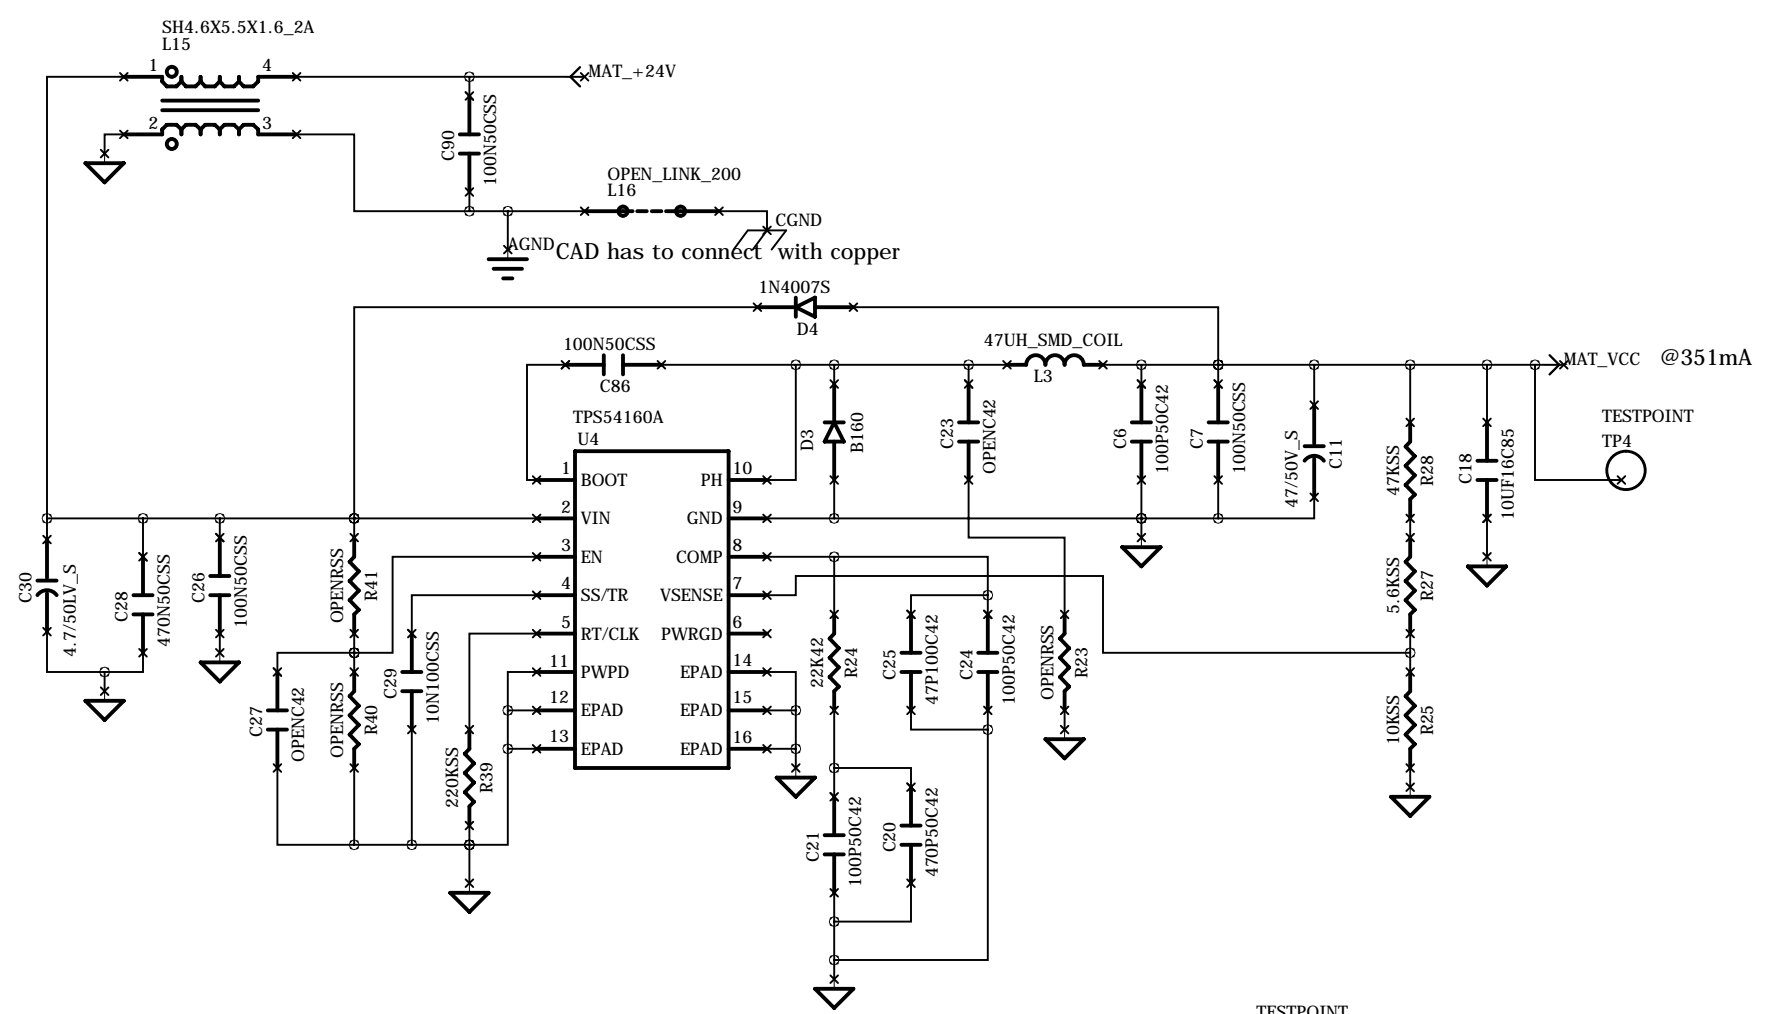 SH4.6X5.5X1.6_2A
L15
1
4
MAT_+24V
2
3
C90
100N50CSS
OPEN_LINK_200
L16
CGND
AGND
CAD has to connect with copper
1N4007S
D4
100N50CSS
C86
47UH_SMD_COIL
L3
MAT_VCC
@351mA
TPS54160A
U4
D3
B160
C23
OPENC42
C6
100P50C42
C7
100N50CSS
47/50V_S
C11
47KSS
R28
C18
10UF16C85
TESTPOINT
TP4
1
BOOT
PH
10
2
VIN
GND
9
3
EN
COMP
8
4
SS/TR
VSENSE
7
5
RT/CLK
PWRGD
6
11
PWPD
EPAD
14
12
EPAD
EPAD
15
13
EPAD
EPAD
16
C30
4.7/50LV_S
C28
470N50CSS
C26
100N50CSS
OPENRSS
R41
C27
OPENC42
OPENRSS
R40
C29
10N100CSS
220KSS
R39
22K42
R24
C25
47P100C42
C24
100P50C42
OPENRSS
R23
5.6KSS
R27
10KSS
R25
C21
100P50C42
C20
470P50C42
TESTPOINT